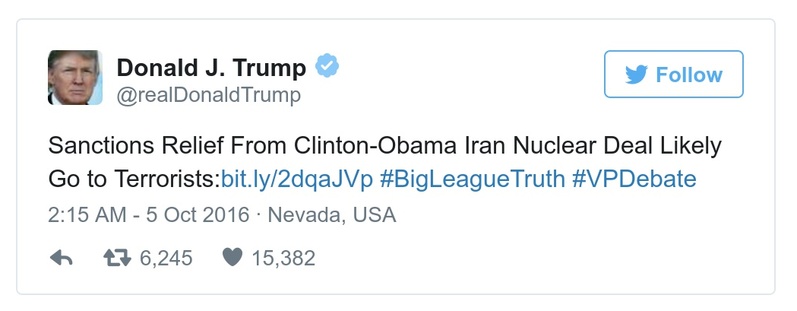 Donald J. Trump
@realDonaldTrump
Follow
Sanctions Relief From Clinton-Obama Iran Nuclear Deal Likely
Go to Terrorists:bit.ly/2dqaJVp #BigLeagueTruth #VPDebate
2:15 AM - 5 Oct 2016 · Nevada, USA
6,245 15,382